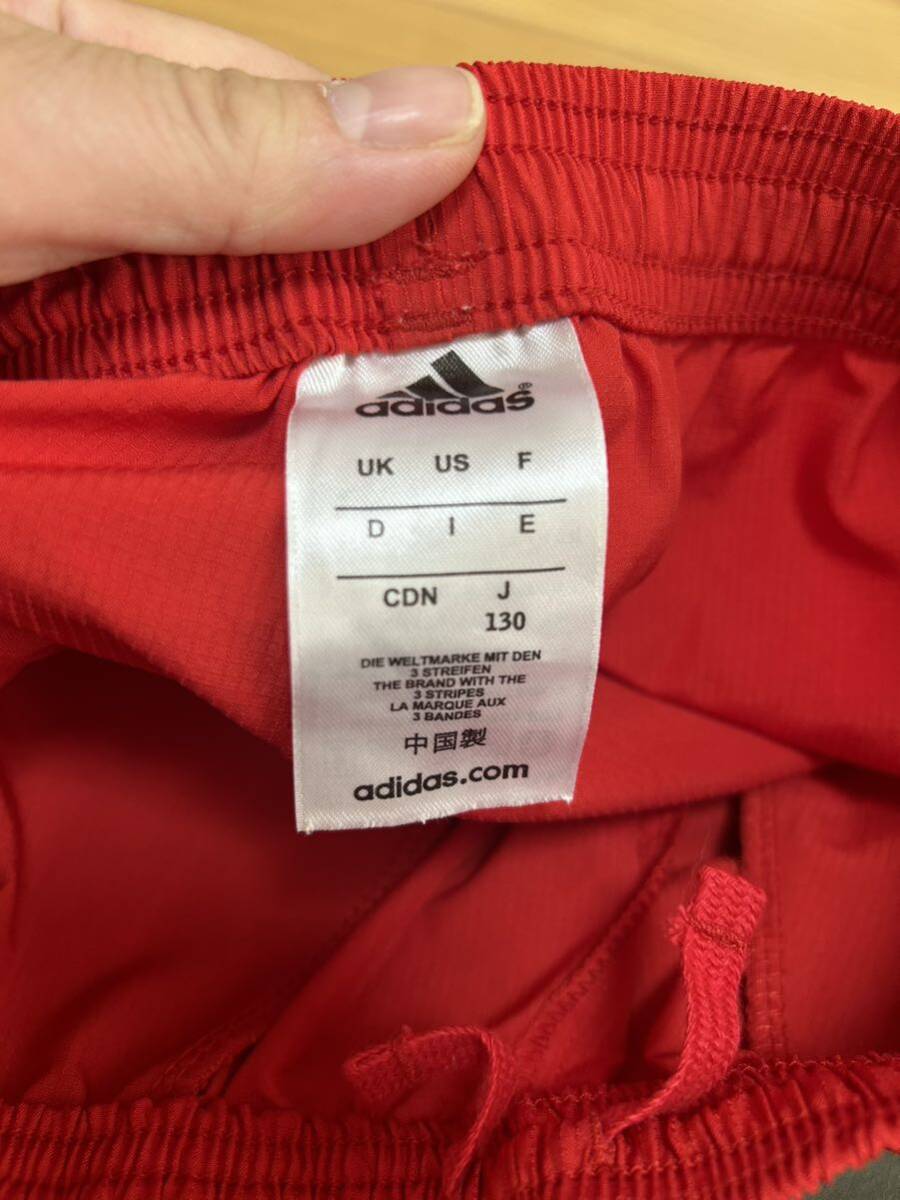 adidas®
UK US F
D I E
CDN J
130
DIE WELTMARKE MIT DEN
3 STREIFEN
THE BRAND WITH THE
3 STRIPES
LA MARQUE AUX
3 BANDES
中国製
adidas.com